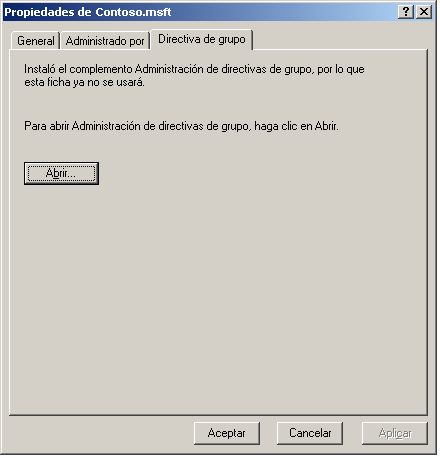 Propiedades de Contoso.msft
General Administrado por Directiva de grupo
Instaló el complemento Administración de directivas de grupo, por lo que
esta ficha ya no se usará.
Para abrir Administración de directivas de grupo, haga clic en Abrir.
Abrir...
Aceptar Cancelar Aplicar